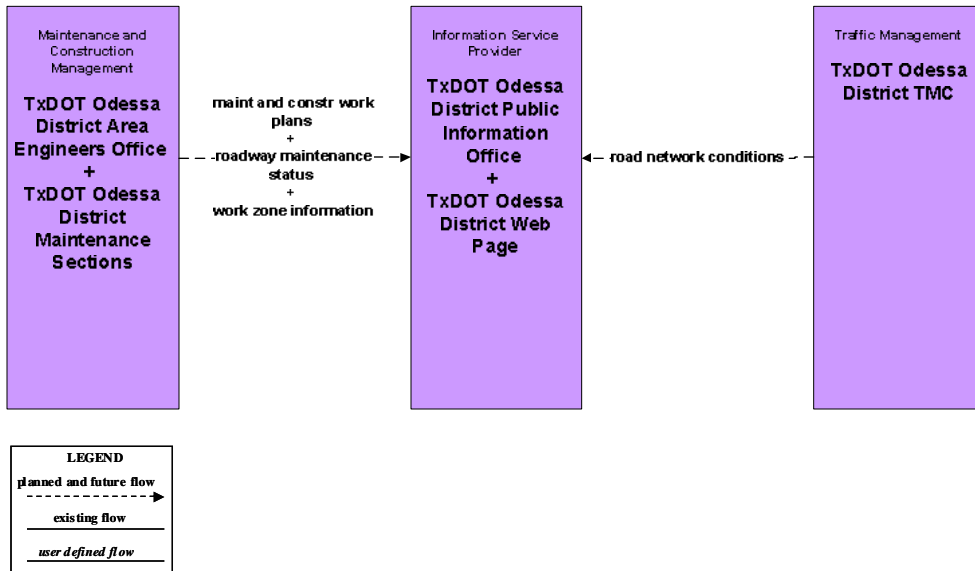 Maintenance and
Construction
Management
TxDOT Odessa
District Area
Engineers Office
+
TxDOT Odessa
District
Maintenance
Sections
maint and constr work
plans
+
roadway maintenance
status
+
work zone information
Information Service
Provider
TxDOT Odessa
District Public
Information
Office
+
TxDOT Odessa
District Web
Page
road network conditions
Traffic Management
TxDOT Odessa
District TMC
LEGEND
planned and future flow
existing flow
user defined flow